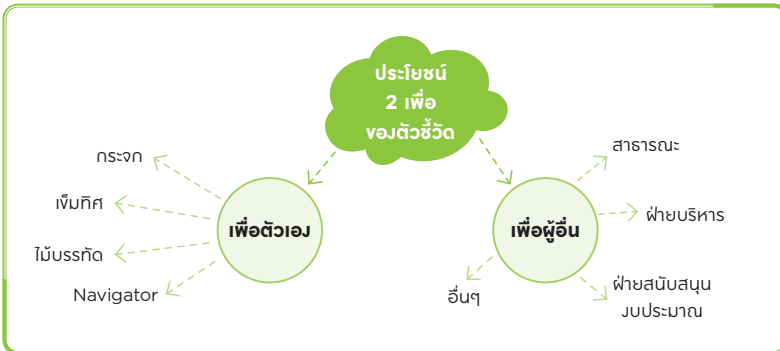 ประโยชน์
2 เพื่อ
ของตัวชี้วัด
เพื่อตัวเอง
กระจก
เข็มทิศ
ไม้บรรทัด
Navigator
เพื่อผู้อื่น
สาธารณะ
ฝ่ายบริหาร
ฝ่ายสนับสนุน
งบประมาณ
อื่นๆ